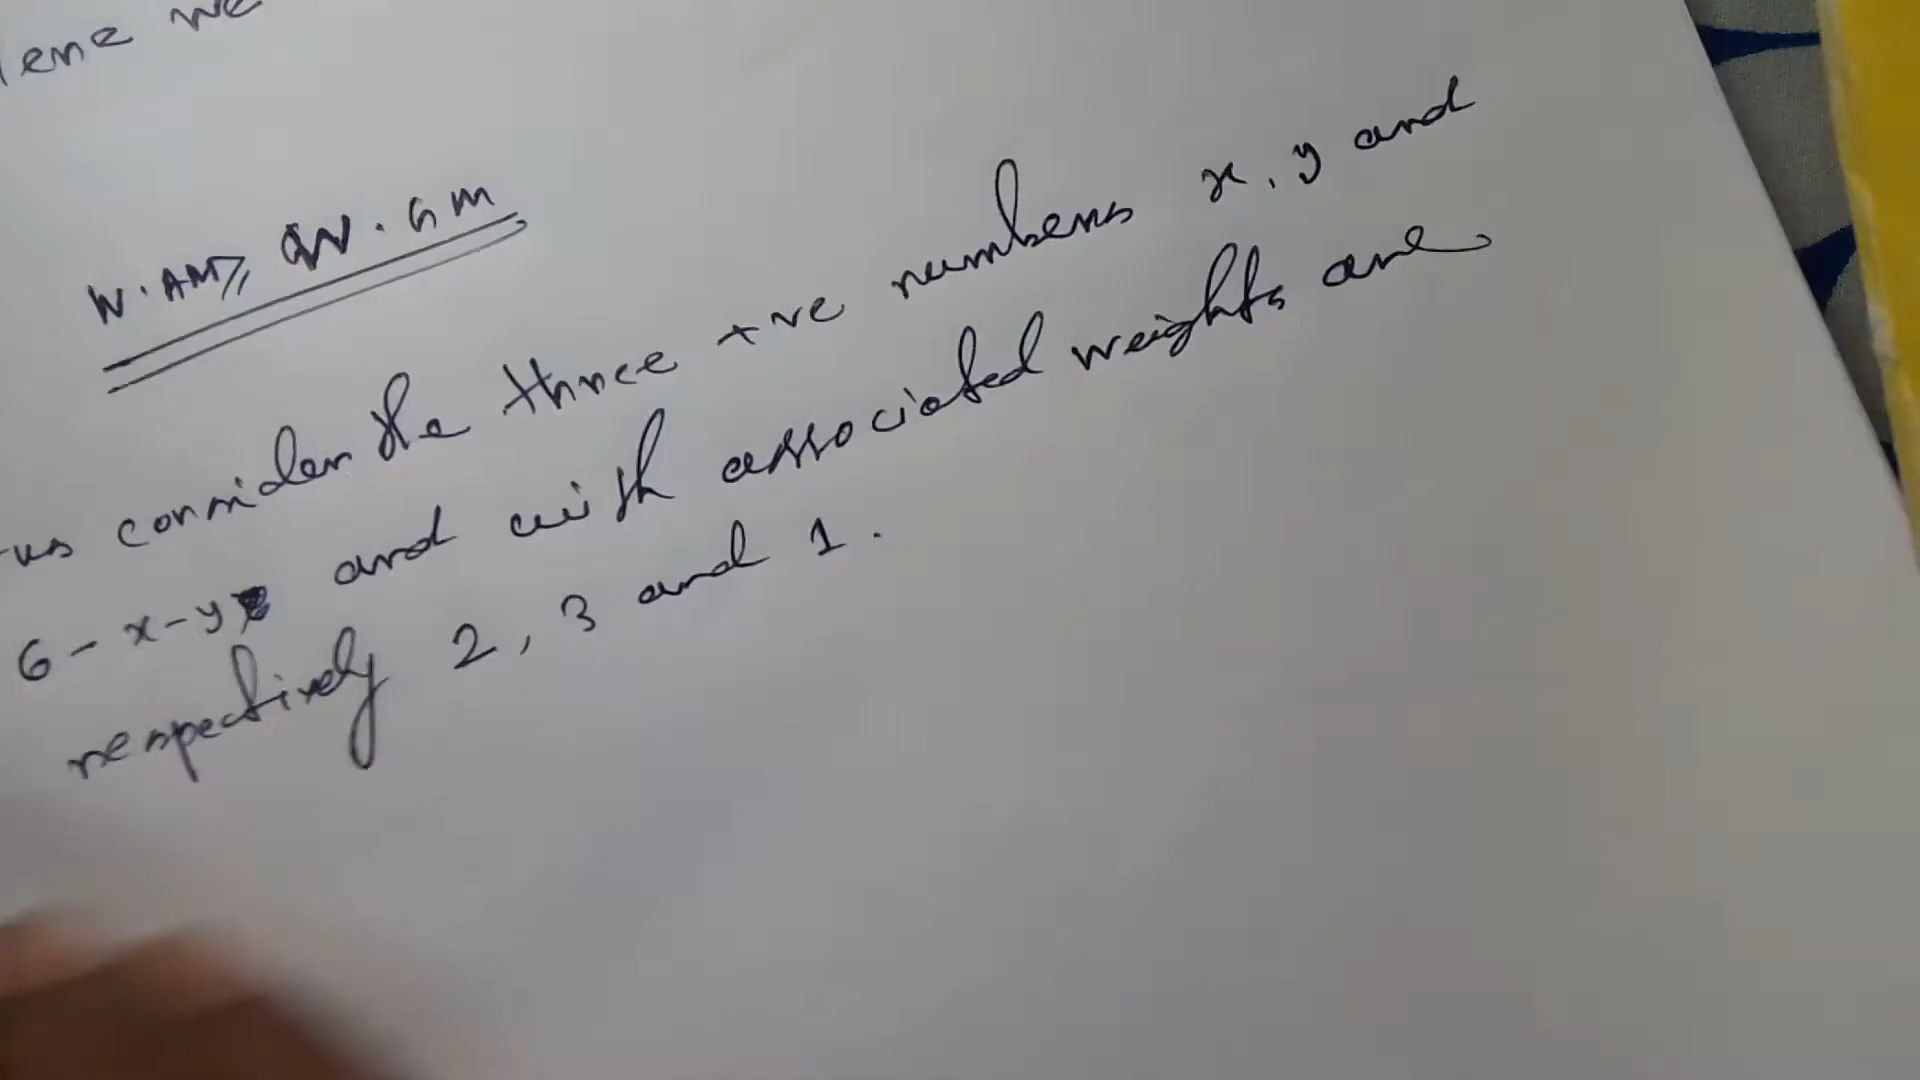 W.AM ≥ W.GM
us consider the three +ve numbers x, y and
6-x-y and with associated weights are
respectively 2, 3 and 1.